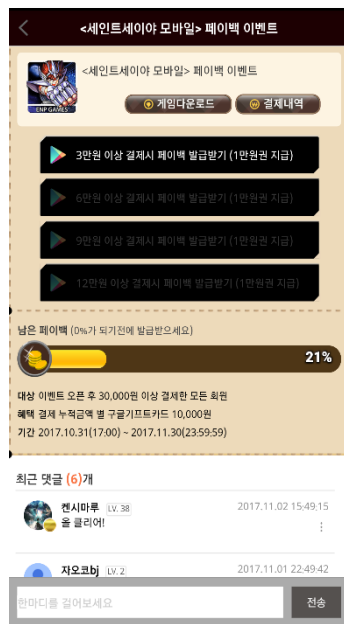 <세인트세이야 모바일> 페이백 이벤트
<세인트세이야 모바일> 페이백 이벤트
ENP GAMES
게임다운로드
결제내역
3만원 이상 결제시 페이백 발급받기 (1만원권 지급)
6만원 이상 결제시 페이백 발급받기 (1만원권 지급)
9만원 이상 결제시 페이백 발급받기 (1만원권 지급)
12만원 이상 결제시 페이백 발급받기 (1만원권 지급)
남은 페이백 (0%가 되기전에 발급받으세요)
21%
대상 이벤트 오픈 후 30,000원 이상 결제한 모든 회원
혜택 결제 누적금액 별 구글기프트카드 10,000원
기간 2017.10.31(17:00) ~ 2017.11.30(23:59:59)
최근 댓글 (6)개
켄시마루 LV. 38 2017.11.02 15:49:15
올 클리어!
자오코bj LV. 2 2017.11.01 22:49:42
한마디를 걸어보세요
전송